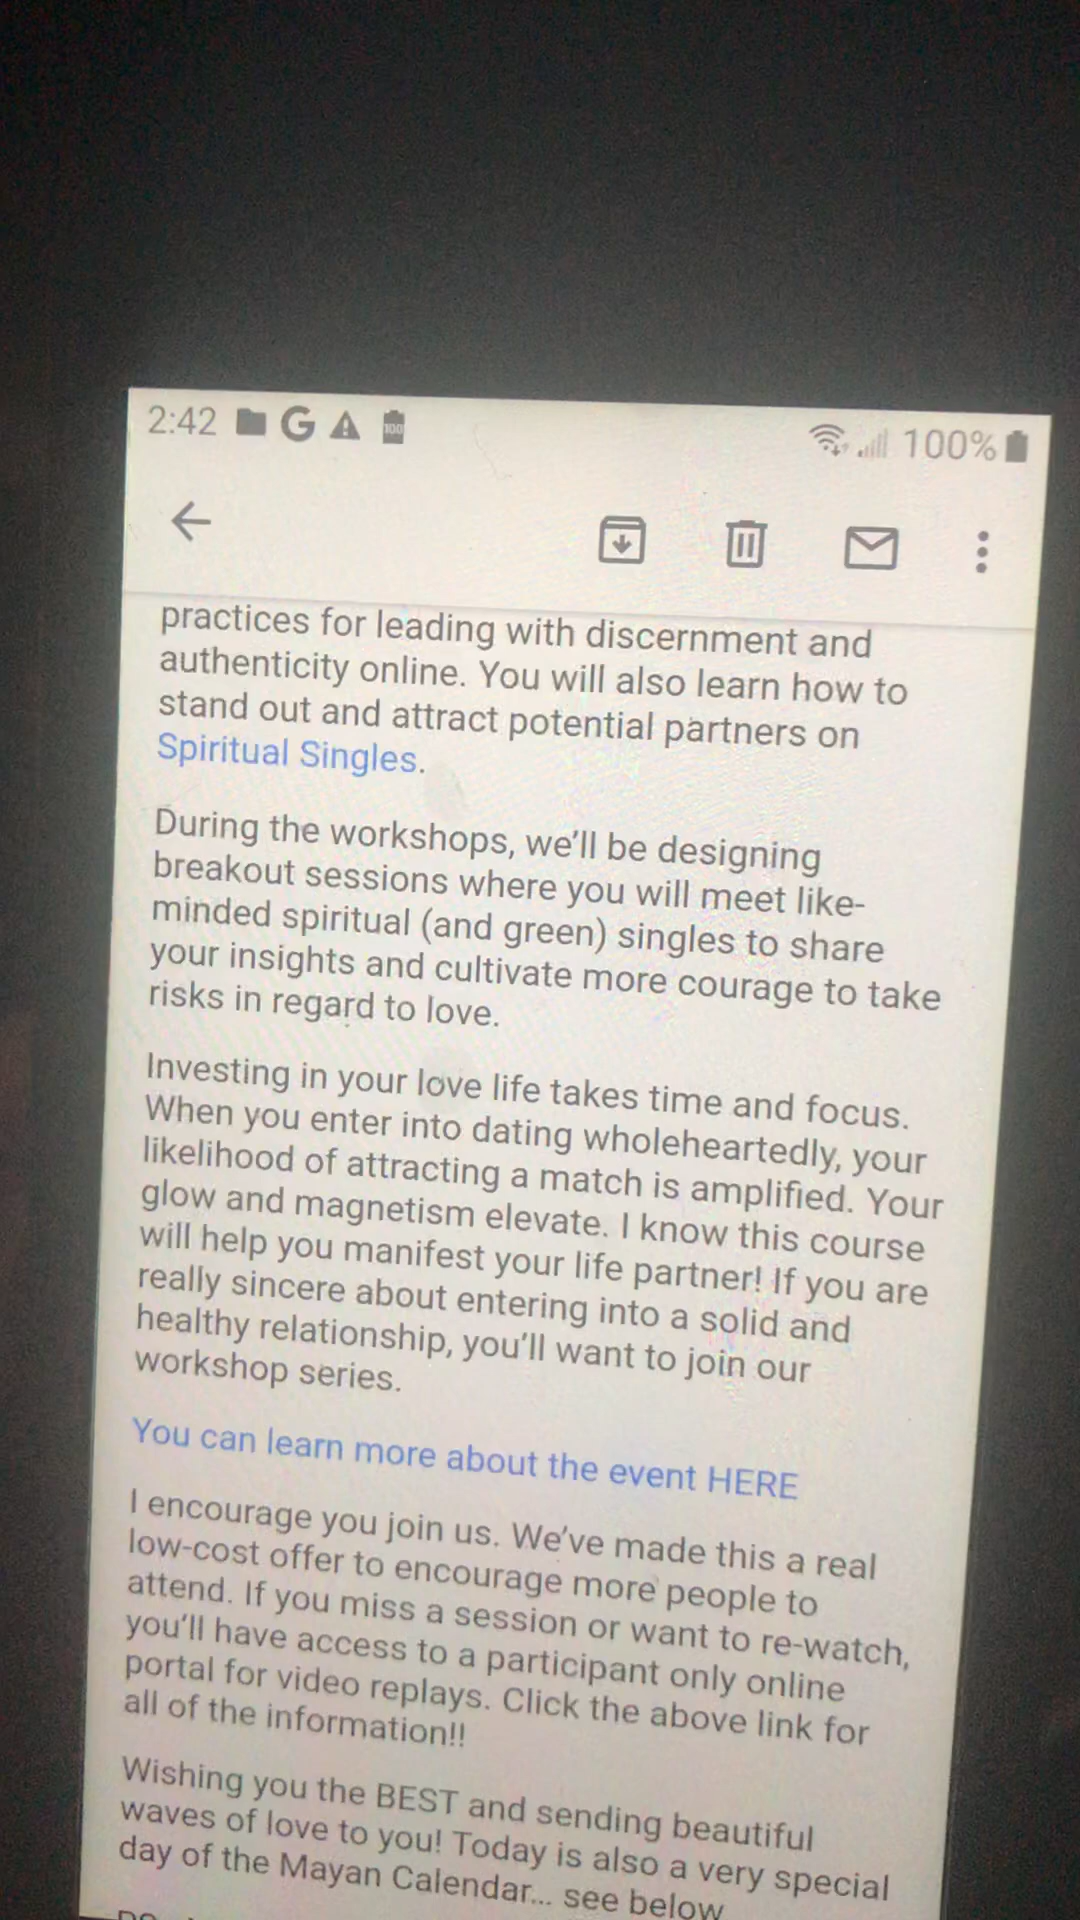 2:42 G 100 100%
practices for leading with discernment and
authenticity online. You will also learn how to
stand out and attract potential partners on
Spiritual Singles.
During the workshops, we'll be designing
breakout sessions where you will meet like-
minded spiritual (and green) singles to share
your insights and cultivate more courage to take
risks in regard to love.
Investing in your love life takes time and focus.
When you enter into dating wholeheartedly, your
likelihood of attracting a match is amplified. Your
glow and magnetism elevate. I know this course
will help you manifest your life partner! If you are
really sincere about entering into a solid and
healthy relationship, you'll want to join our
workshop series.
You can learn more about the event HERE
I encourage you join us. We've made this a real
low-cost offer to encourage more people to
attend. If you miss a session or want to re-watch,
you'll have access to a participant only online
portal for video replays. Click the above link for
all of the information!!
Wishing you the BEST and sending beautiful
waves of love to you! Today is also a very special
day of the Mayan Calendar... see below